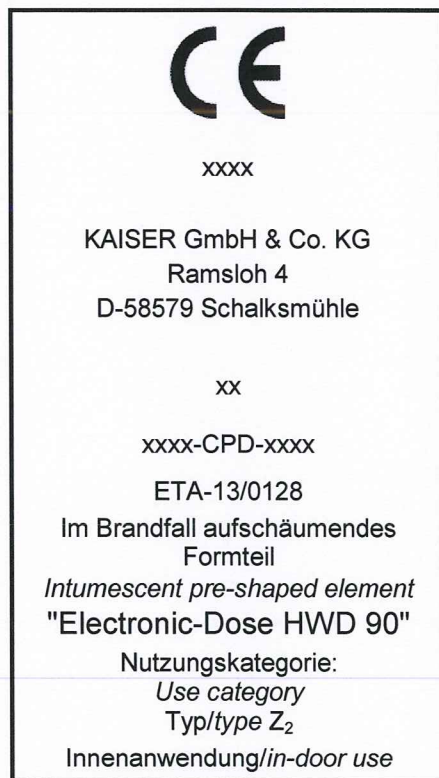 CE
xxxx
KAISER GmbH & Co. KG
Ramsloh 4
D-58579 Schalksmühle
xx
xxxx-CPD-xxxx
ETA-13/0128
Im Brandfall aufschäumendes
Formteil
Intumescent pre-shaped element
"Electronic-Dose HWD 90"
Nutzungskategorie:
Use category
Typ/type Z₂
Innenanwendung/in-door use